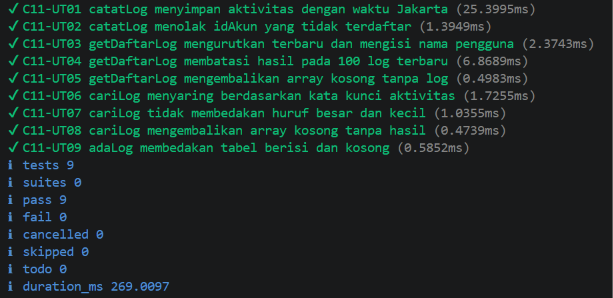 ✓ C11-UT01 catatLog menyimpan aktivitas dengan waktu Jakarta (25.3995ms)
✓ C11-UT02 catatLog menolak idAkun yang tidak terdaftar (1.3949ms)
✓ C11-UT03 getDaftarLog mengurutkan terbaru dan mengisi nama pengguna (2.3743ms)
✓ C11-UT04 getDaftarLog membatasi hasil pada 100 log terbaru (6.8689ms)
✓ C11-UT05 getDaftarLog mengembalikan array kosong tanpa log (0.4983ms)
✓ C11-UT06 cariLog menyaring berdasarkan kata kunci aktivitas (1.7255ms)
✓ C11-UT07 cariLog tidak membedakan huruf besar dan kecil (1.0355ms)
✓ C11-UT08 cariLog mengembalikan array kosong tanpa hasil (0.4739ms)
✓ C11-UT09 adaLog membedakan tabel berisi dan kosong (0.5852ms)
ℹ tests 9
ℹ suites 0
ℹ pass 9
ℹ fail 0
ℹ cancelled 0
ℹ skipped 0
ℹ todo 0
ℹ duration_ms 269.0097